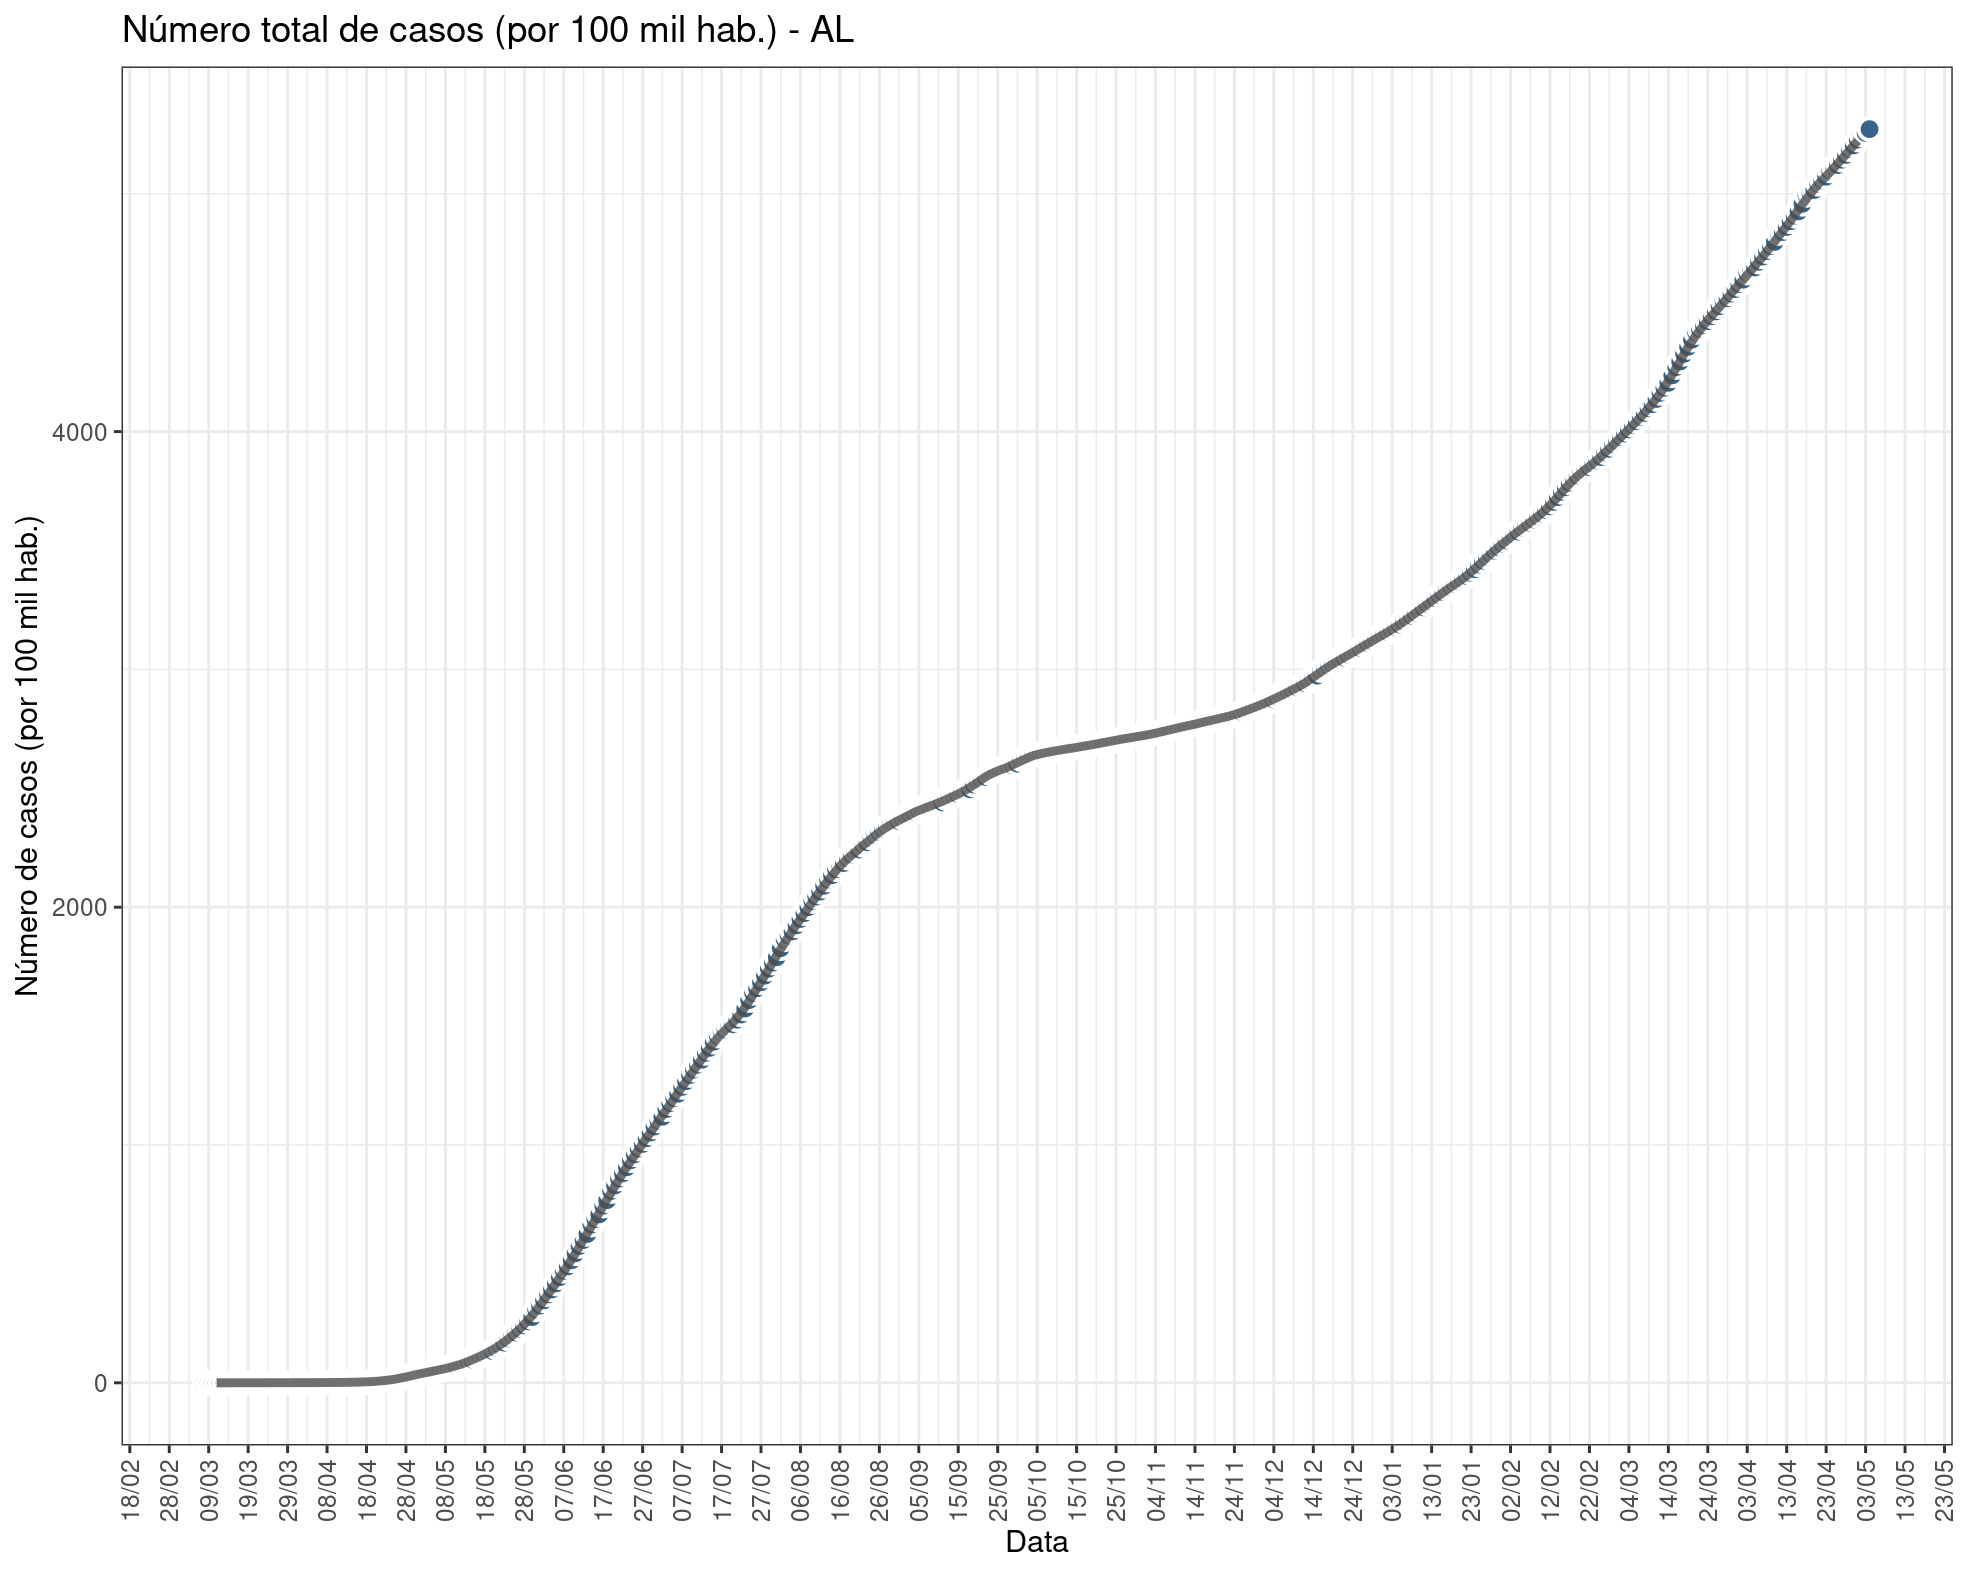 Número total de casos (por 100 mil hab.) - AL
Número de casos (por 100 mil hab.)
4000
2000
0
18/02 28/02 09/03 19/03 29/03 08/04 18/04 28/04 08/05 18/05 28/05 07/06 17/06 27/06 07/07 17/07 27/07 06/08 16/08 26/08 05/09 15/09 25/09 05/10 15/10 25/10 04/11 14/11 24/11 04/12 14/12 24/12 03/01 13/01 23/01 02/02 12/02 22/02 04/03 14/03 24/03 03/04 13/04 23/04 03/05 13/05 23/05
Data